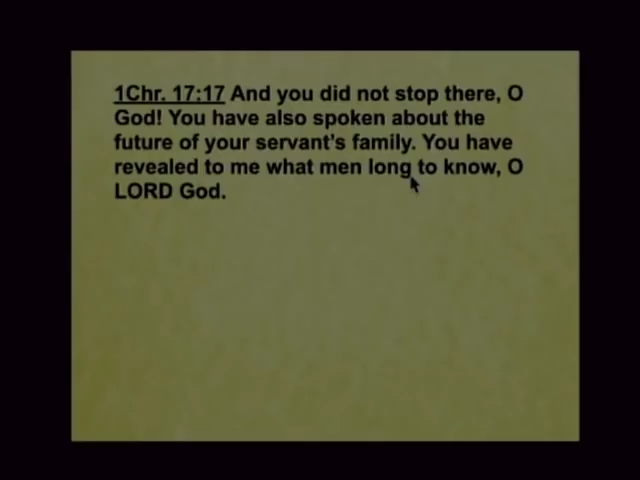 1Chr. 17:17 And you did not stop there, O
God! You have also spoken about the
future of your servant’s family. You have
revealed to me what men long to know, O
LORD God.